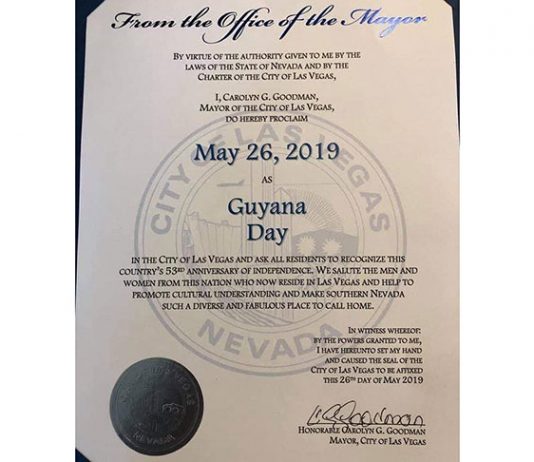 From the Office of the Mayor
BY VIRTUE OF THE AUTHORITY GIVEN TO ME BY THE
LAWS OF THE STATE OF NEVADA AND BY THE
CHARTER OF THE CITY OF LAS VEGAS,
I, CAROLYN G. GOODMAN,
MAYOR OF THE CITY OF LAS VEGAS,
DO HEREBY PROCLAIM
May 26, 2019
AS
Guyana
Day
IN THE CITY OF LAS VEGAS AND ASK ALL RESIDENTS TO RECOGNIZE THIS
COUNTRY'S 53RD ANNIVERSARY OF INDEPENDENCE. WE SALUTE THE MEN AND
WOMEN FROM THIS NATION WHO NOW RESIDE IN LAS VEGAS AND HELP TO
PROMOTE CULTURAL UNDERSTANDING AND MAKE SOUTHERN NEVADA
SUCH A DIVERSE AND FABULOUS PLACE TO CALL HOME.
IN WITNESS WHEREOF:
BY THE POWERS GRANTED TO ME,
I HAVE HEREUNTO SET MY HAND
AND CAUSED THE SEAL OF THE
CITY OF LAS VEGAS TO BE AFFIXED
THIS 26TH DAY OF MAY 2019
HONORABLE CAROLYN G. GOODMAN
MAYOR, CITY OF LAS VEGAS
CITY OF LAS VEGAS
NEVADA
NEVADA